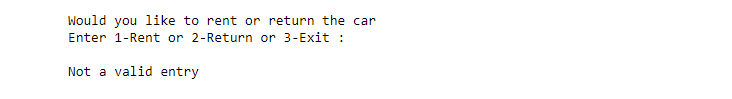 Would you like to rent or return the car
Enter 1-Rent or 2-Return or 3-Exit :
Not a valid entry